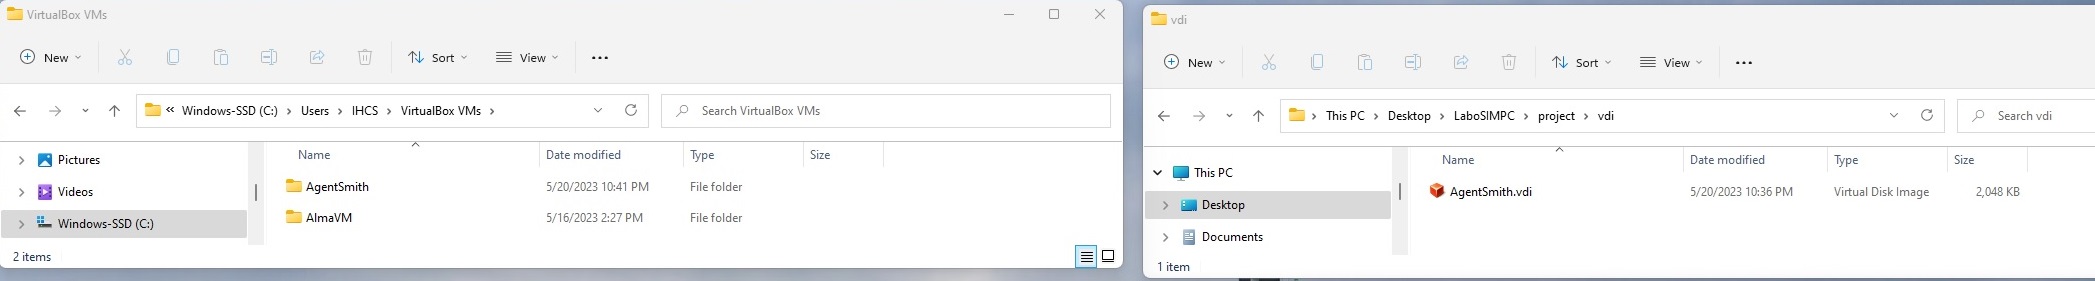 VirtualBox VMs
New
Sort
View
Windows-SSD (C:) Users IHCS VirtualBox VMs
Search VirtualBox VMs
Pictures
Videos
Windows-SSD (C:)
Name Date modified Type Size
AgentSmith 5/20/2023 10:41 PM File folder
AlmaVM 5/16/2023 2:27 PM File folder
2 items
vdi
New
Sort
View
This PC Desktop LaboSIMPC project vdi
Search vdi
This PC
Desktop
Documents
Name Date modified Type Size
AgentSmith.vdi 5/20/2023 10:36 PM Virtual Disk Image 2,048 KB
1 item